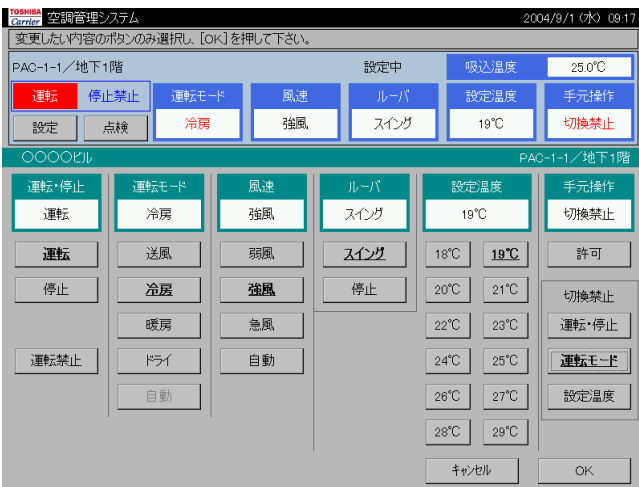 TOSHIBA
Carrier 空調管理システム 2004/9/1 (水) 09:17
変更したい内容のボタンのみ選択し、[OK]を押して下さい。
PAC-1-1/地下1階 設定中 吸込温度 25.0℃
運転 停止禁止 運転モード 風速 ルーバ 設定温度 手元操作
設定 点検 冷房 強風 スイング 19℃ 切換禁止
〇〇〇〇ビル PAC-1-1/地下1階
運転・停止 運転モード 風速 ルーバ 設定温度 手元操作
運転 冷房 強風 スイング 19℃ 切換禁止
運転 送風 弱風 スイング 18℃ 19℃ 許可
停止 冷房 強風 停止 20℃ 21℃ 切換禁止
暖房 急風 22℃ 23℃ 運転・停止
運転禁止 ドライ 自動 24℃ 25℃ 運転モード
自動 26℃ 27℃ 設定温度
28℃ 29℃
キャンセル OK